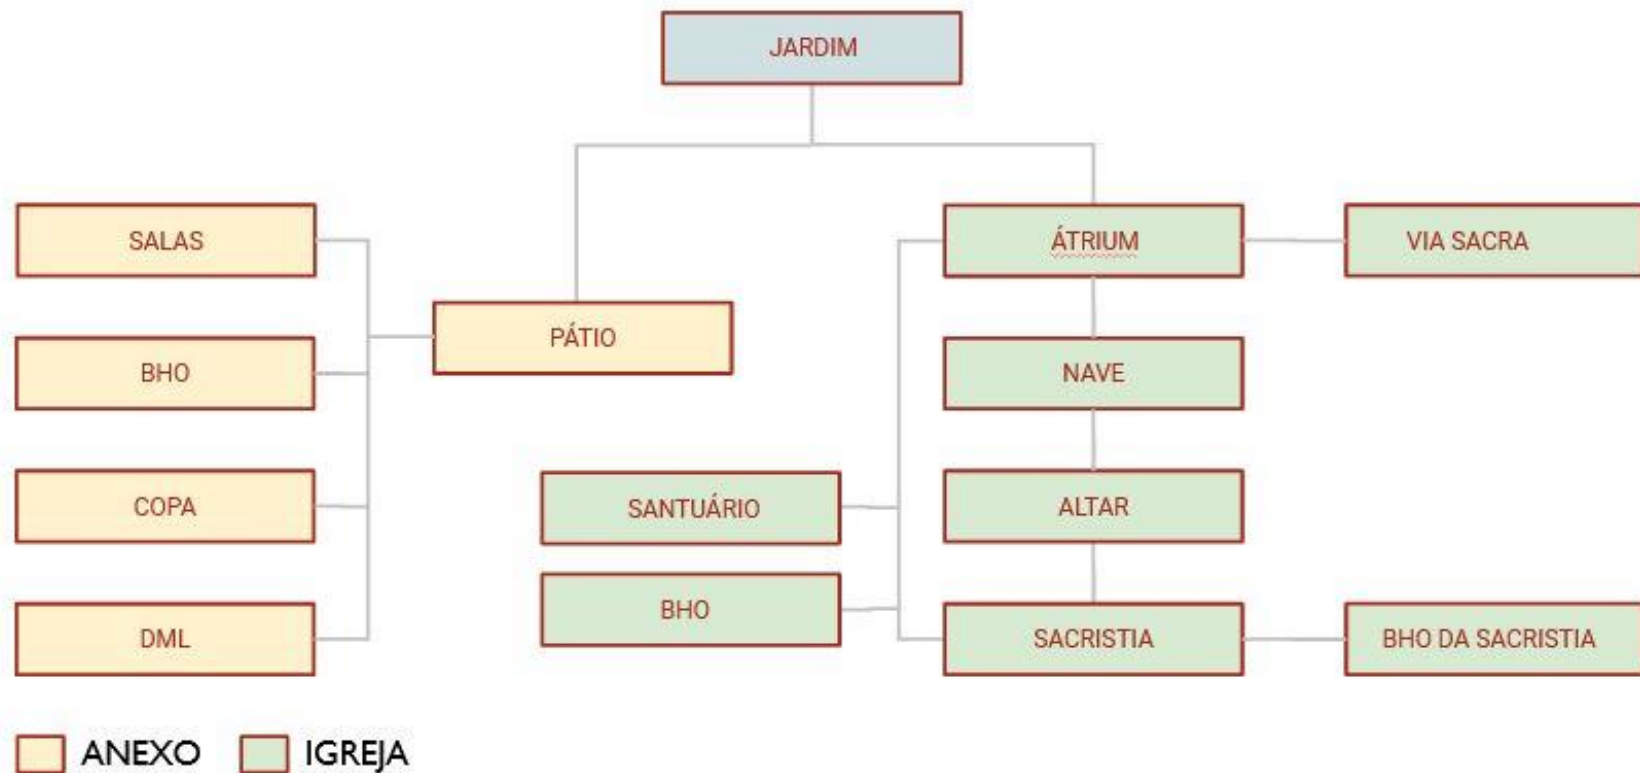 JARDIM
SALAS
ÁTRIUM
VIA SACRA
PÁTIO
BHO
NAVE
COPA
SANTUÁRIO
ALTAR
BHO
DML
SACRISTIA
BHO DA SACRISTIA
ANEXO
IGREJA